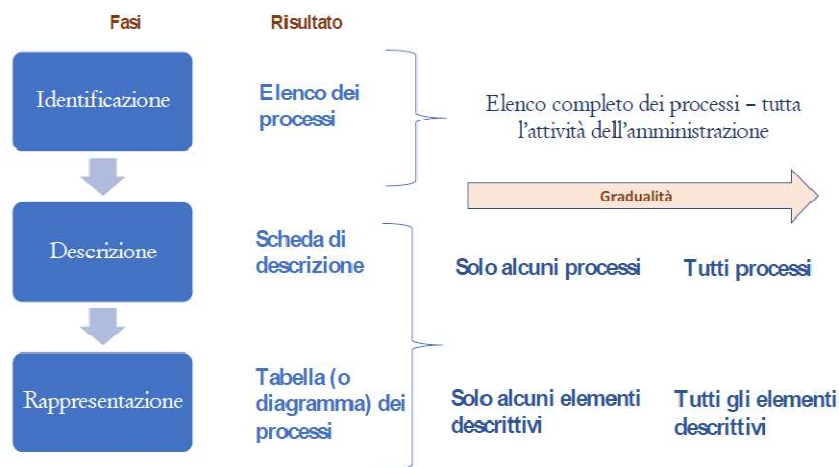 Fasi
Risultato
Identificazione
Elenco dei
processi
Elenco completo dei processi – tutta
l'attività dell'amministrazione
Gradualità
Descrizione
Scheda di
descrizione
Solo alcuni processi
Tutti processi
Rappresentazione
Tabella (o
diagramma) dei
processi
Solo alcuni elementi
descrittivi
Tutti gli elementi
descrittivi